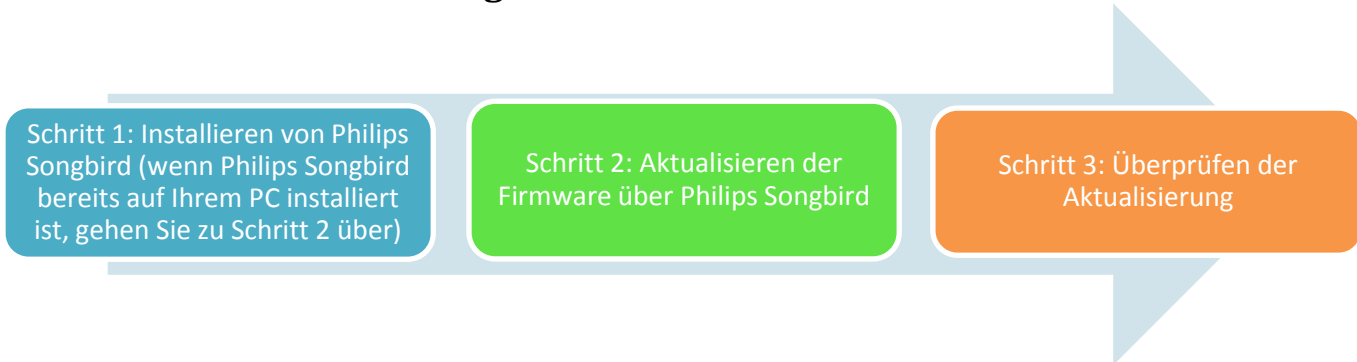 Schritt 1: Installieren von Philips
Songbird (wenn Philips Songbird
bereits auf Ihrem PC installiert
ist, gehen Sie zu Schritt 2 über)
Schritt 2: Aktualisieren der
Firmware über Philips Songbird
Schritt 3: Überprüfen der
Aktualisierung